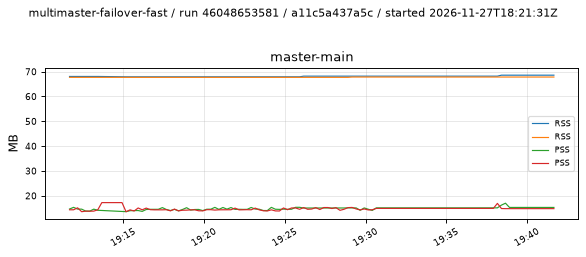 multimaster-failover-fast / run 46048653581 / a11c5a437a5c / started 2026-11-27T18:21:31Z
master-main
MB
70
60
50
40
30
20
RSS
RSS
PSS
PSS
19:15
19:20
19:25
19:30
19:35
19:40